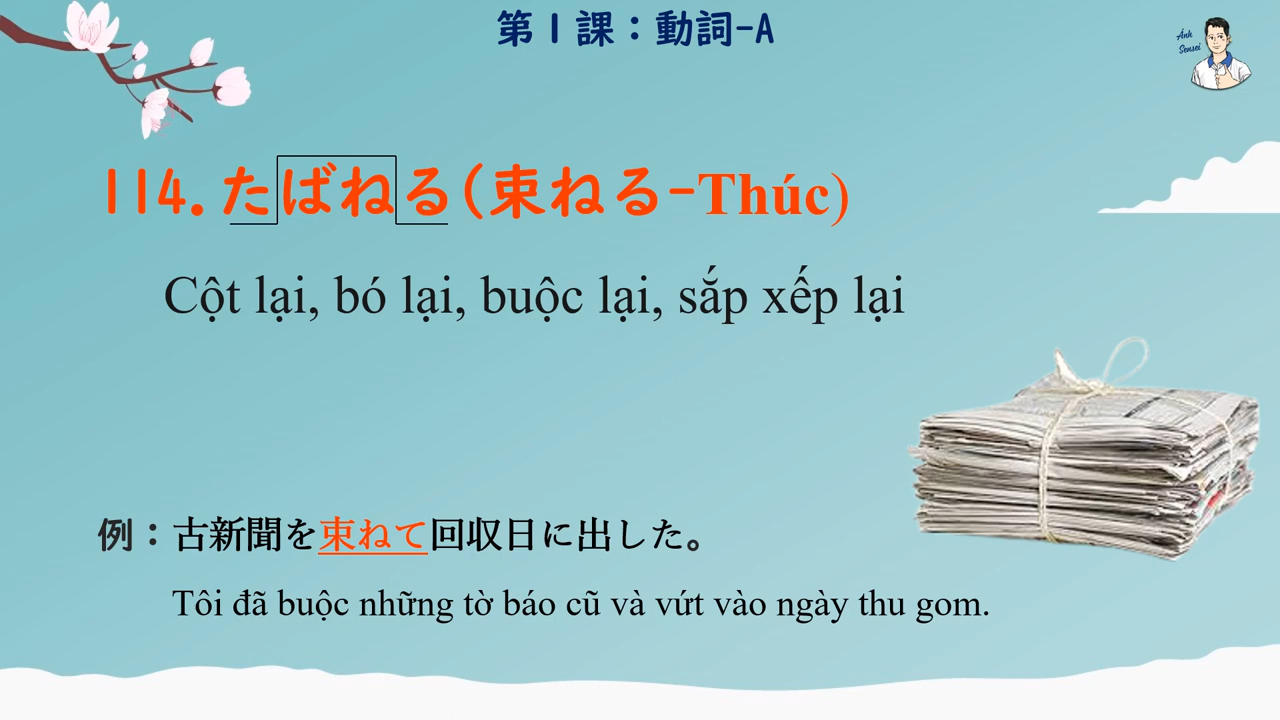 第1課：動詞-A
Ánh
Sensei
114. たばねる(束ねる-Thúc)
Cột lại, bó lại, buộc lại, sắp xếp lại
例：古新聞を束ねて回収日に出した。
Tôi đã buộc những tờ báo cũ và vứt vào ngày thu gom.